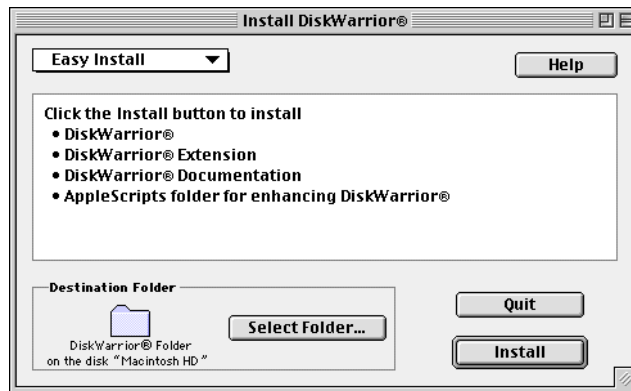 Install DiskWarrior®
Easy Install
Help
Click the Install button to install
• DiskWarrior®
• DiskWarrior® Extension
• DiskWarrior® Documentation
• AppleScripts folder for enhancing DiskWarrior®
Destination Folder
DiskWarrior® Folder
on the disk “Macintosh HD”
Select Folder...
Quit
Install